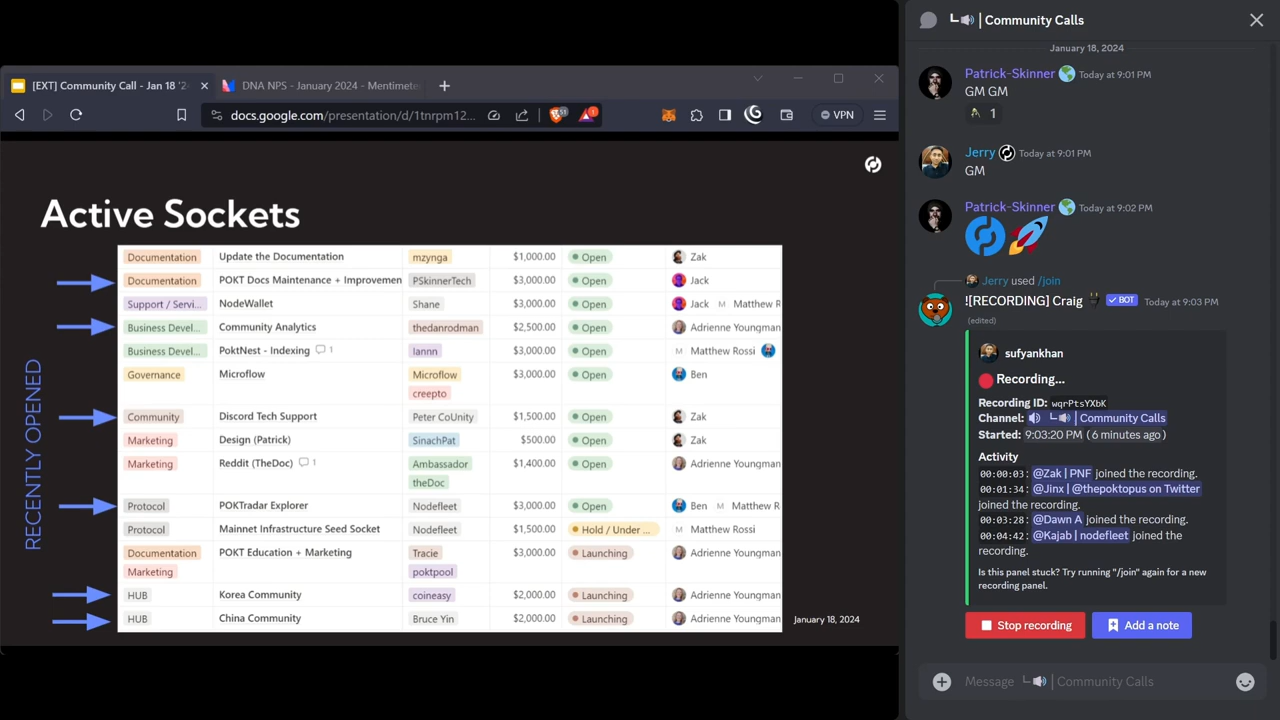 [EXT] Community Call - Jan 18 '2
DNA NPS - January 2024 - Mentimete
docs.google.com/presentation/d/1tnrpm12...
51
1
VPN
Active Sockets
RECENTLY OPENED
Documentation Update the Documentation mzynga $1,000.00 Open Zak
Documentation POKT Docs Maintenance + Improvemen PSkinnerTech $3,000.00 Open Jack
Support / Servi... NodeWallet Shane $3,000.00 Open Jack M Matthew R
Business Devel... Community Analytics thedanrodman $2,500.00 Open Adrienne Youngman
Business Devel... PoktNest - Indexing 1 Iannn $3,000.00 Open M Matthew Rossi
Governance Microflow Microflow $3,000.00 Open Ben
creepto
Community Discord Tech Support Peter CoUnity $1,500.00 Open Zak
Marketing Design (Patrick) SinachPat $500.00 Open Zak
Marketing Reddit (TheDoc) 1 Ambassador $1,400.00 Open Adrienne Youngman
theDoc
Protocol POKTradar Explorer Nodefleet $3,000.00 Open Ben M Matthew R
Protocol Mainnet Infrastructure Seed Socket Nodefleet $1,500.00 Hold / Under ... M Matthew Rossi
Documentation POKT Education + Marketing Tracie $3,000.00 Launching Adrienne Youngman
Marketing poktpool
HUB Korea Community coineasy $2,000.00 Launching Adrienne Youngman
HUB China Community Bruce Yin $2,000.00 Launching Adrienne Youngman
January 18, 2024
Community Calls
January 18, 2024
Patrick-Skinner Today at 9:01 PM
GM GM
1
Jerry Today at 9:01 PM
GM
Patrick-Skinner Today at 9:02 PM
Jerry used /join
![RECORDING] Craig BOT Today at 9:03 PM
(edited)
sufyankhan
Recording...
Recording ID: wqrPtsYXbK
Channel: Community Calls
Started: 9:03:20 PM (6 minutes ago)
Activity
00:00:03: @Zak | PNF joined the recording.
00:01:34: @Jinx | @thepoktopus on Twitter
joined the recording.
00:03:28: @Dawn A joined the recording.
00:04:42: @Kajab | nodefleet joined the
recording.
Is this panel stuck? Try running "/join" again for a new
recording panel.
Stop recording
Add a note
Message Community Calls